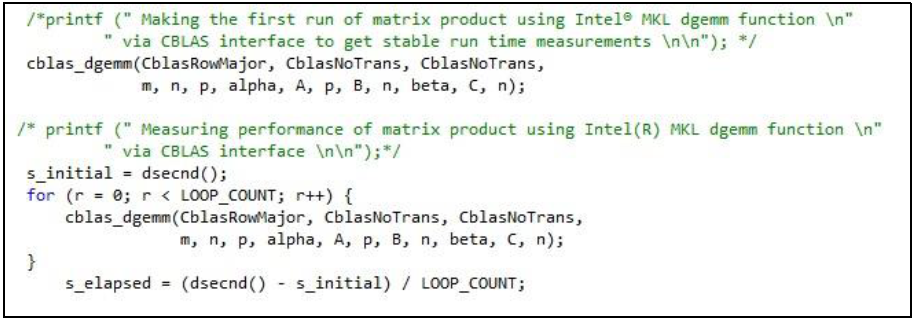 /*printf (" Making the first run of matrix product using Intel® MKL dgemm function \n"
" via CBLAS interface to get stable run time measurements \n\n"); */
cblas_dgemm(CblasRowMajor, CblasNoTrans, CblasNoTrans,
m, n, p, alpha, A, p, B, n, beta, C, n);
/* printf (" Measuring performance of matrix product using Intel(R) MKL dgemm function \n"
" via CBLAS interface \n\n");*/
s_initial = dsecnd();
for (r = 0; r < LOOP_COUNT; r++) {
cblas_dgemm(CblasRowMajor, CblasNoTrans, CblasNoTrans,
m, n, p, alpha, A, p, B, n, beta, C, n);
}
s_elapsed = (dsecnd() - s_initial) / LOOP_COUNT;